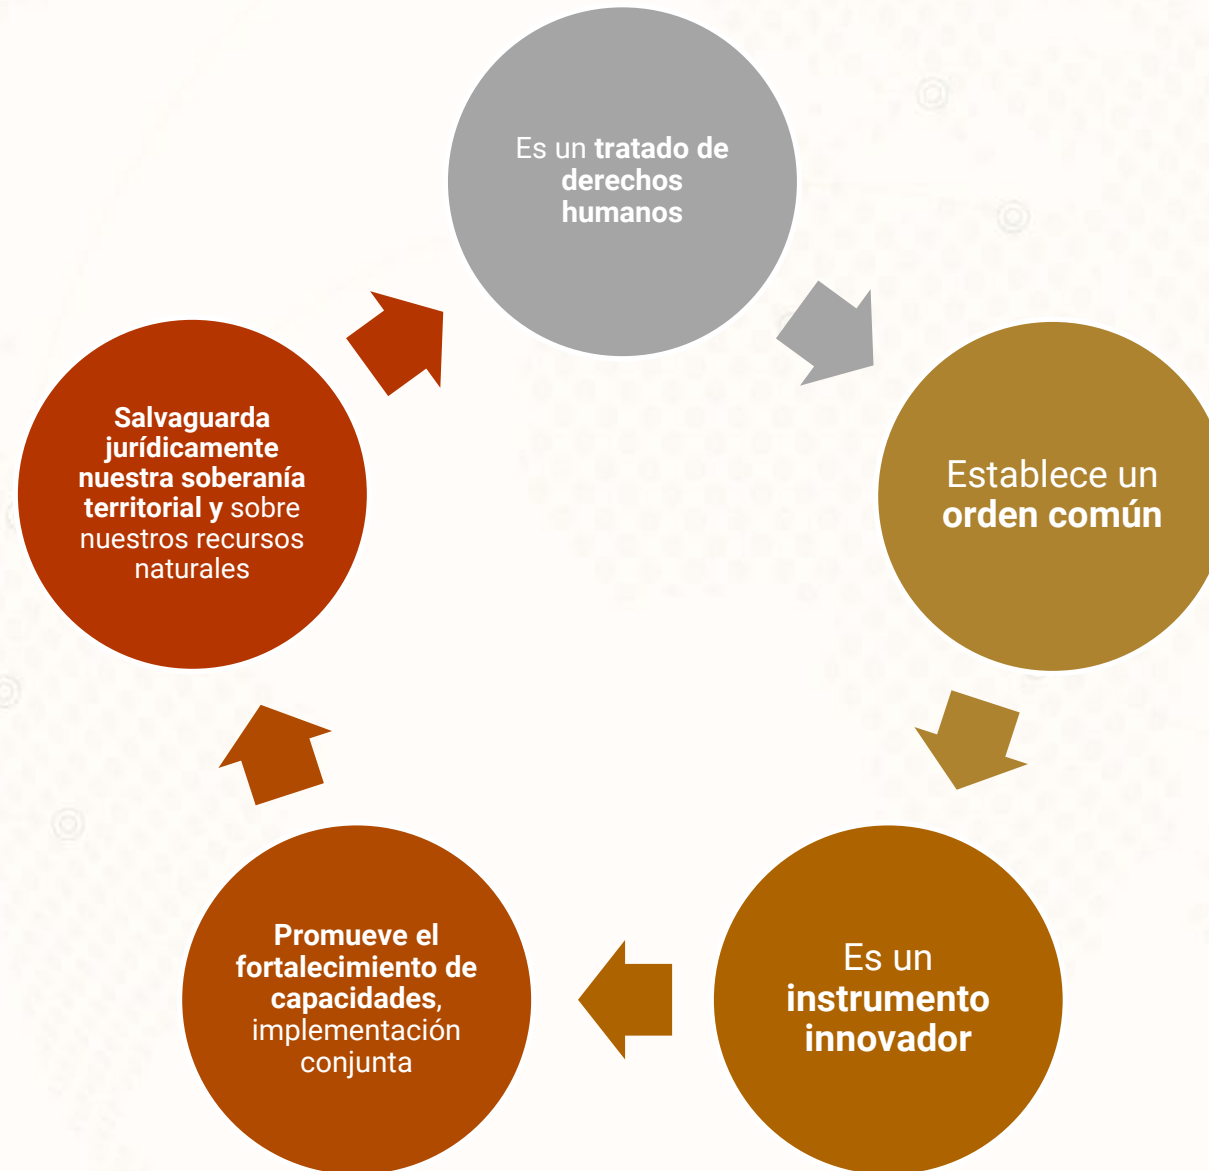 Es un tratado de
derechos
humanos
Establece un
orden común
Es un
instrumento
innovador
Promueve el
fortalecimiento de
capacidades,
implementación
conjunta
Salvaguarda
jurídicamente
nuestra soberanía
territorial y sobre
nuestros recursos
naturales